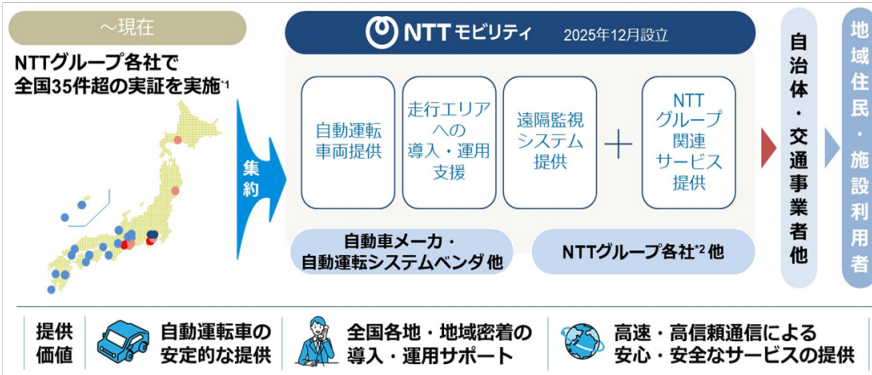 ～現在
NTTグループ各社で
全国35件超の実証を実施*1
集約
NTT モビリティ 2025年12月設立
自動運転
車両提供
走行エリア
への
導入・運用
支援
遠隔監視
システム
提供
＋
NTT
グループ
関連
サービス
提供
自動車メーカ・
自動運転システムベンダ 他
NTTグループ各社*2 他
自治体・交通事業者他
地域住民・施設利用者
提供
価値
自動運転車の
安定的な提供
全国各地・地域密着の
導入・運用サポート
高速・高信頼通信による
安心・安全なサービスの提供